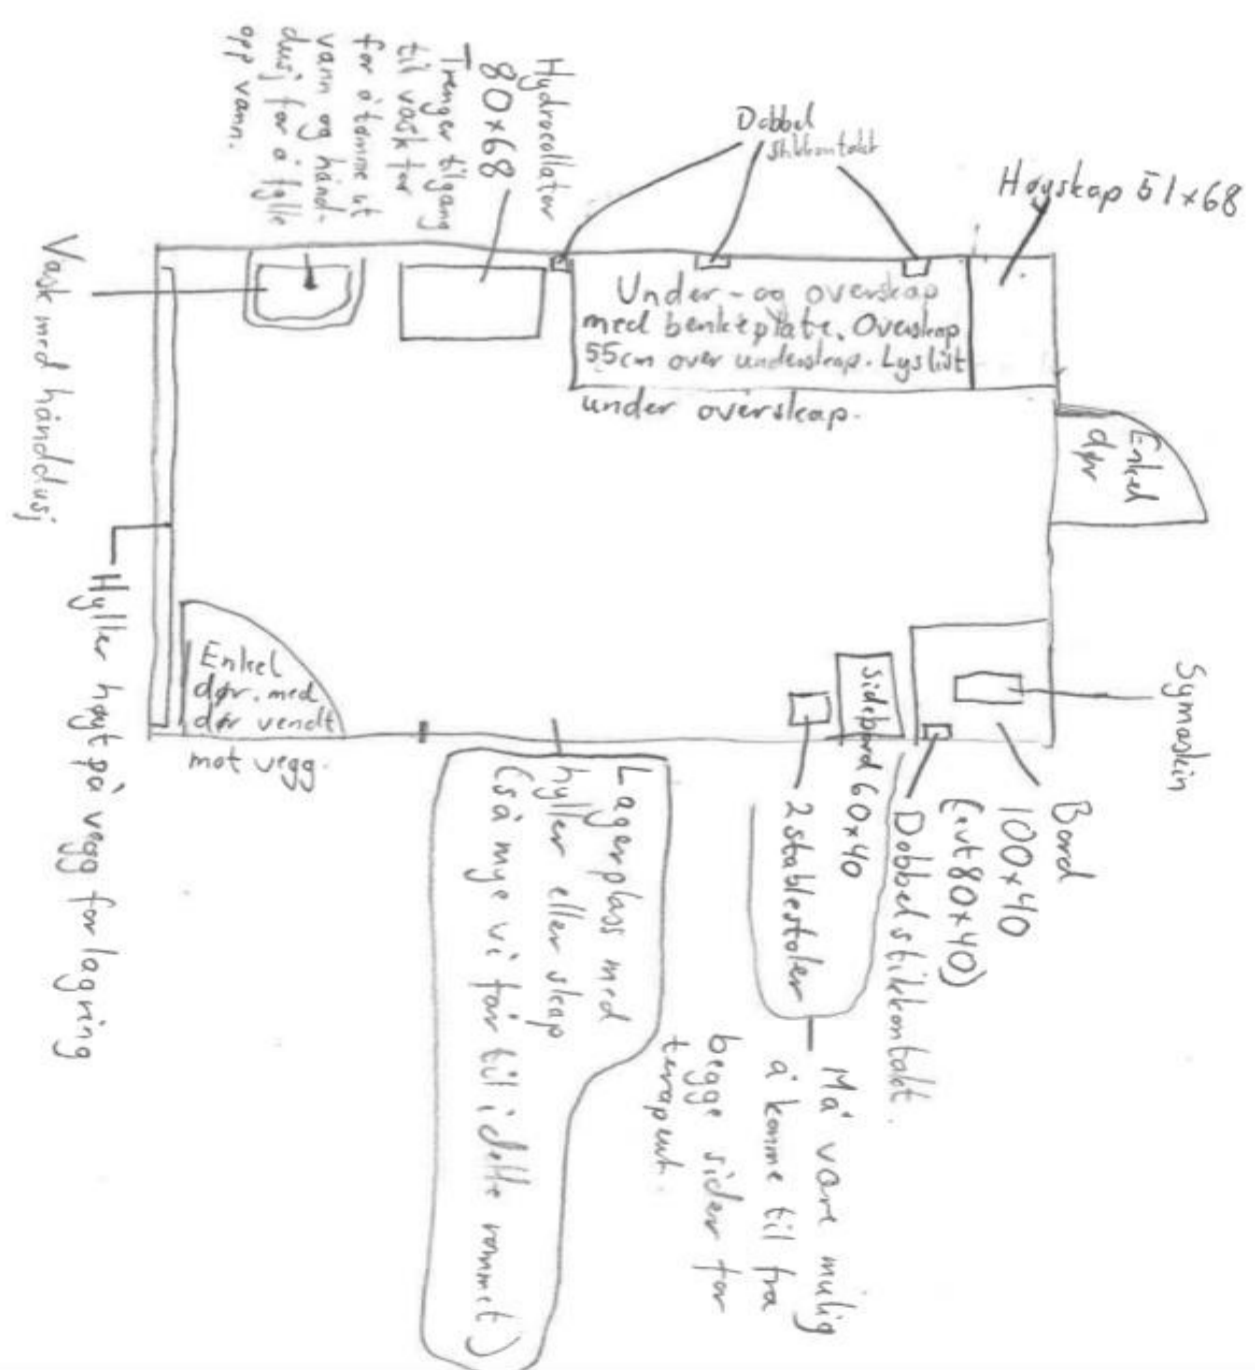 Hydrocollator
80x68
Trenger tilgang
til vask for
for å tømme ut
vann og hånd-
dusj for å fylle
opp vann.
Dobbel
stikkontakt
Høyskap 51x68
Under- og overskap
med benkeplate. Overskap
55cm over underskap. Lyslist
under overskap.
Enkel
dør
Vask med hånddusj
Hyller høyt på vegg for lagring
Enkel
dør. med
dør vendt
mot vegg.
Lagerplass med
hyller eller skap
(så mye vi får til i dette rommet)
Sidebord 60x40
2 stablestoler
Må være mulig
å komme til fra
begge sider for
terapeut.
Symaskin
Bord
100x40
(evt 80x40)
Dobbel stikkontakt.